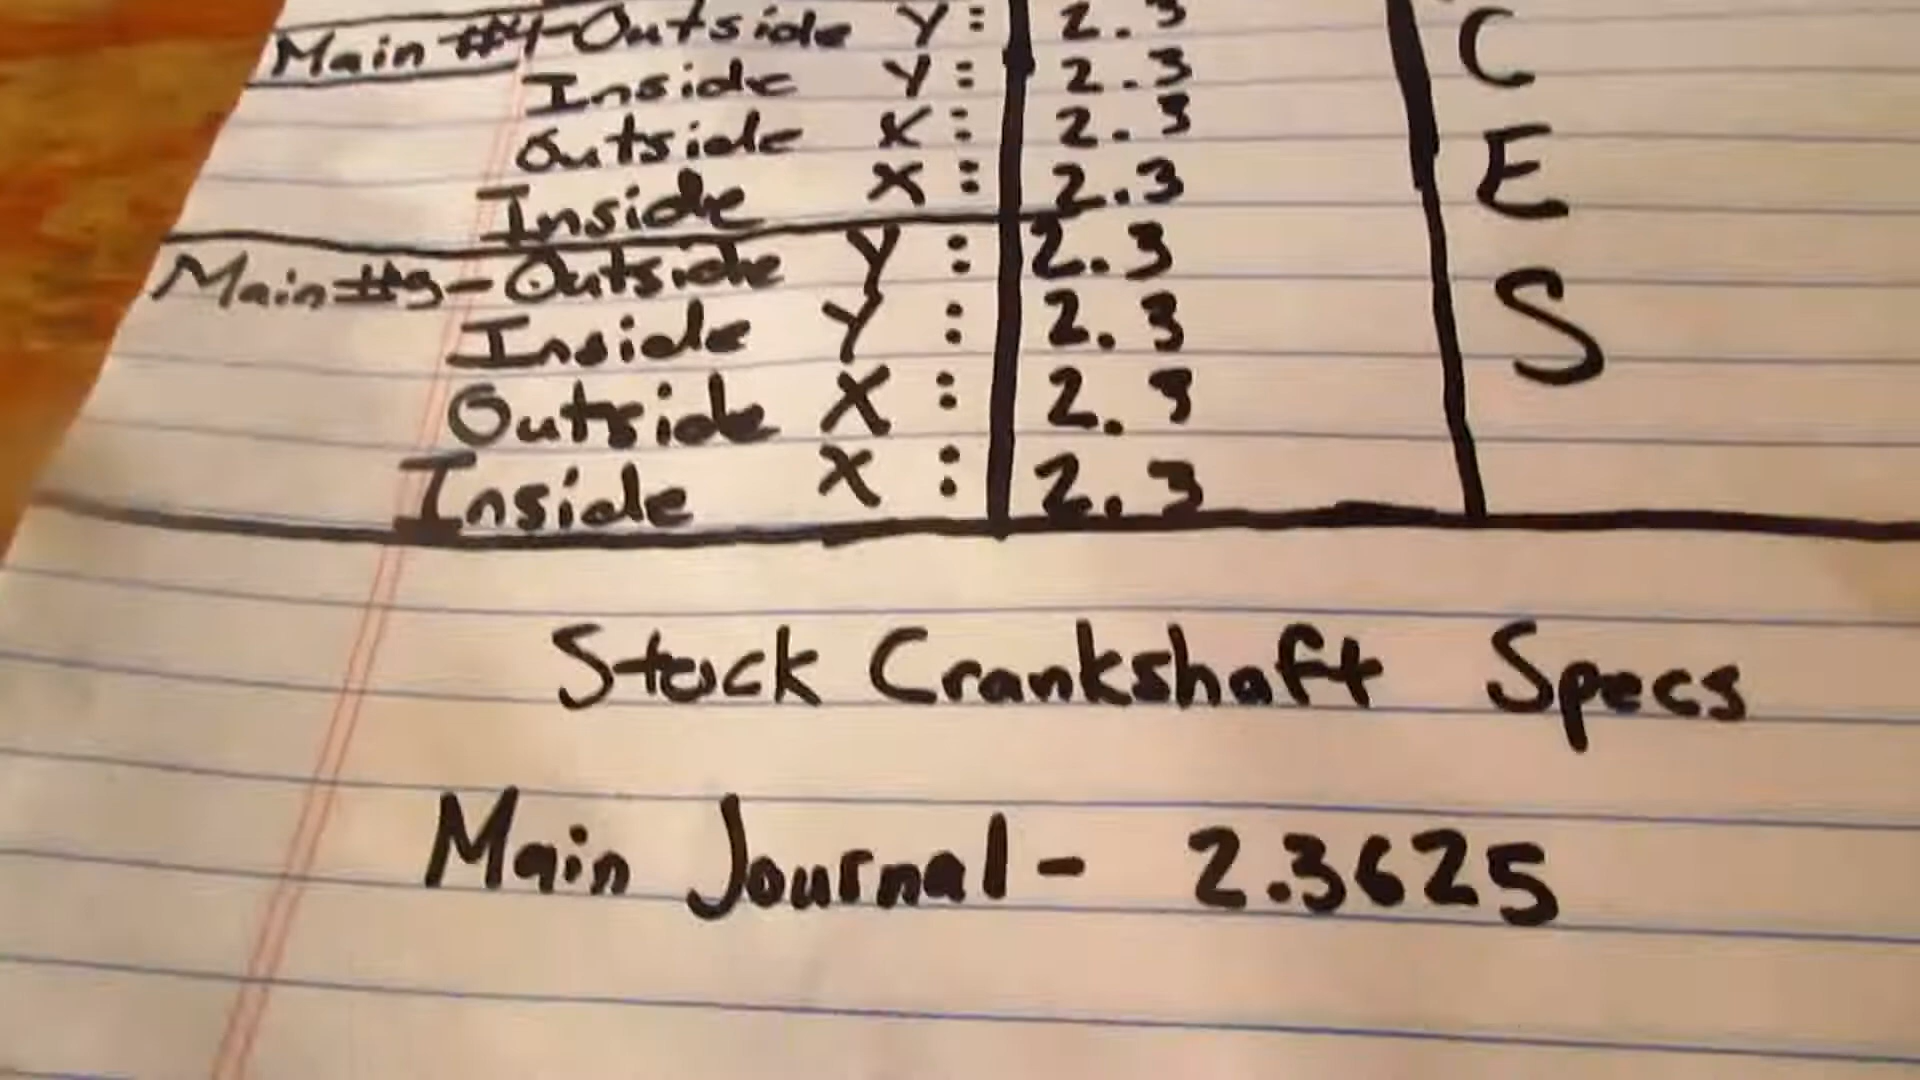 Main #4-Outside Y: 2.3
Inside Y: 2.3
Outside X: 2.3
Inside X: 2.3
Main #5-Outside Y: 2.3
Inside Y: 2.3
Outside X: 2.3
Inside X: 2.3
C
E
S
Stock Crankshaft Specs
Main Journal- 2.3625